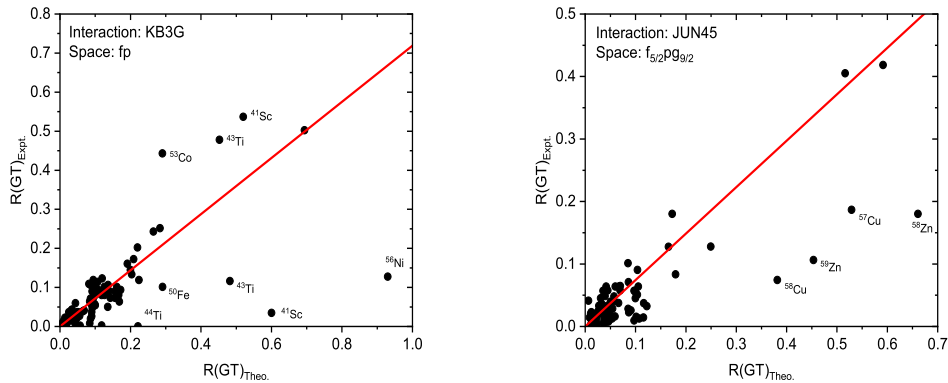 Interaction: KB3G
Space: fp
R(GT)Expt.
0.8
0.7
0.6
0.5
0.4
0.3
0.2
0.1
0.0
41Sc
43Ti
53Co
56Ni
50Fe
43Ti
44Ti
41Sc
0.0 0.2 0.4 0.6 0.8 1.0
R(GT)Theo.
Interaction: JUN45
Space: f5/2pg9/2
R(GT)Expt.
0.5
0.4
0.3
0.2
0.1
0.0
57Cu
58Zn
59Zn
58Cu
0.0 0.1 0.2 0.3 0.4 0.5 0.6 0.7
R(GT)Theo.